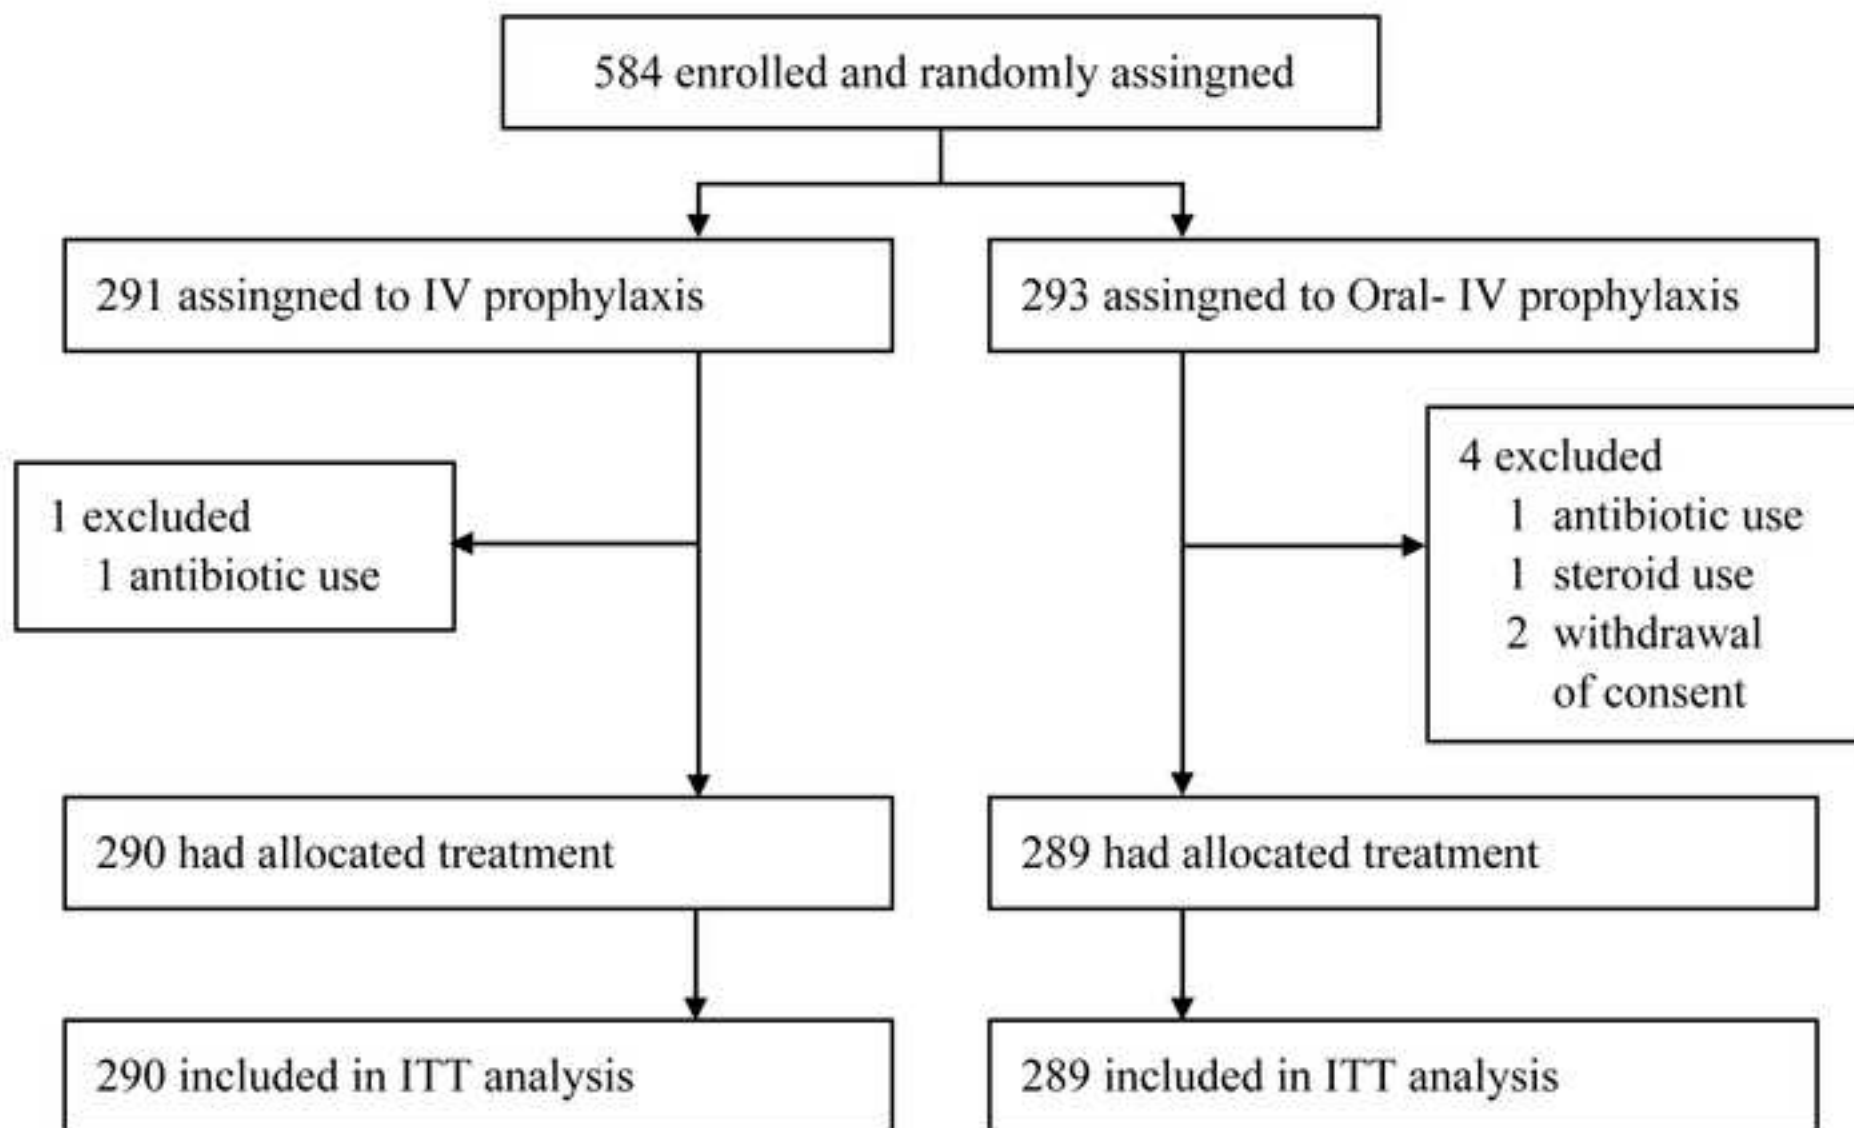 584 enrolled and randomly assingned
291 assingned to IV prophylaxis
293 assingned to Oral- IV prophylaxis
1 excluded
1 antibiotic use
4 excluded
1 antibiotic use
1 steroid use
2 withdrawal
of consent
290 had allocated treatment
289 had allocated treatment
290 included in ITT analysis
289 included in ITT analysis